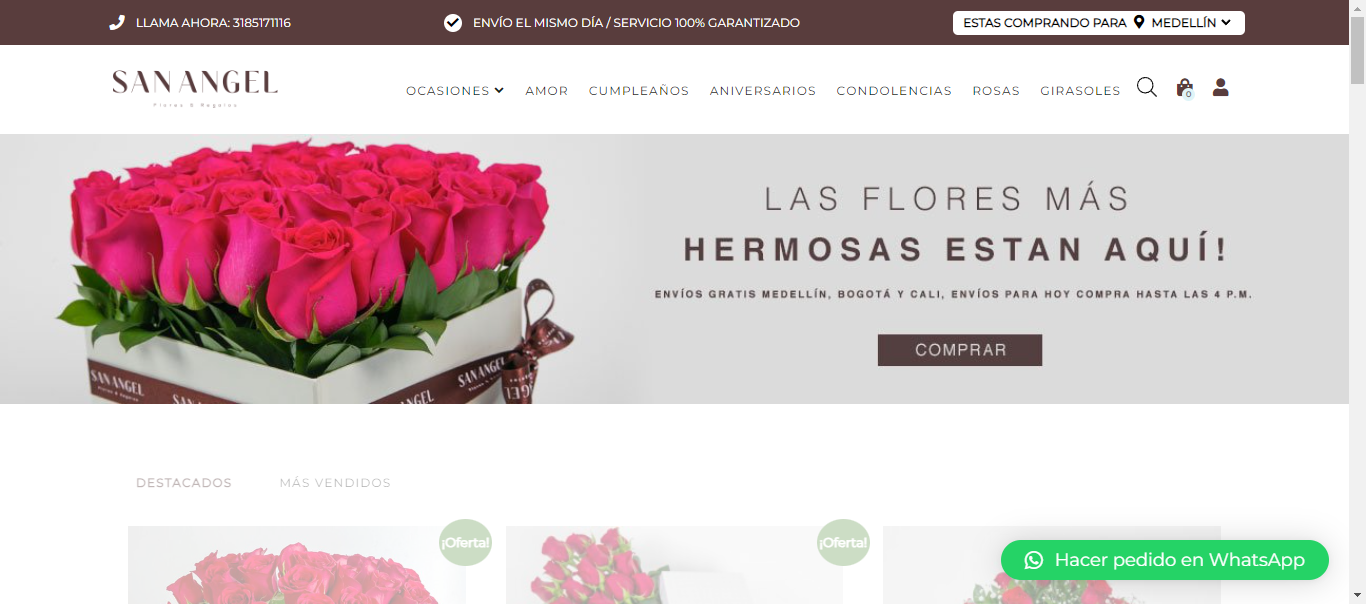 LLAMA AHORA: 3185171116
ENVÍO EL MISMO DÍA / SERVICIO 100% GARANTIZADO
ESTAS COMPRANDO PARA MEDELLÍN
SAN ANGEL
Flores & Regalos
OCASIONES AMOR CUMPLEAÑOS ANIVERSARIOS CONDOLENCIAS ROSAS GIRASOLES
0
LAS FLORES MÁS
HERMOSAS ESTAN AQUÍ!
ENVÍOS GRATIS MEDELLÍN, BOGOTÁ Y CALI, ENVÍOS PARA HOY COMPRA HASTA LAS 4 P.M.
COMPRAR
SAN ANGEL
Flores & Regalos
SAN ANGEL
DESTACADOS MÁS VENDIDOS
¡Oferta!
¡Oferta!
Hacer pedido en WhatsApp